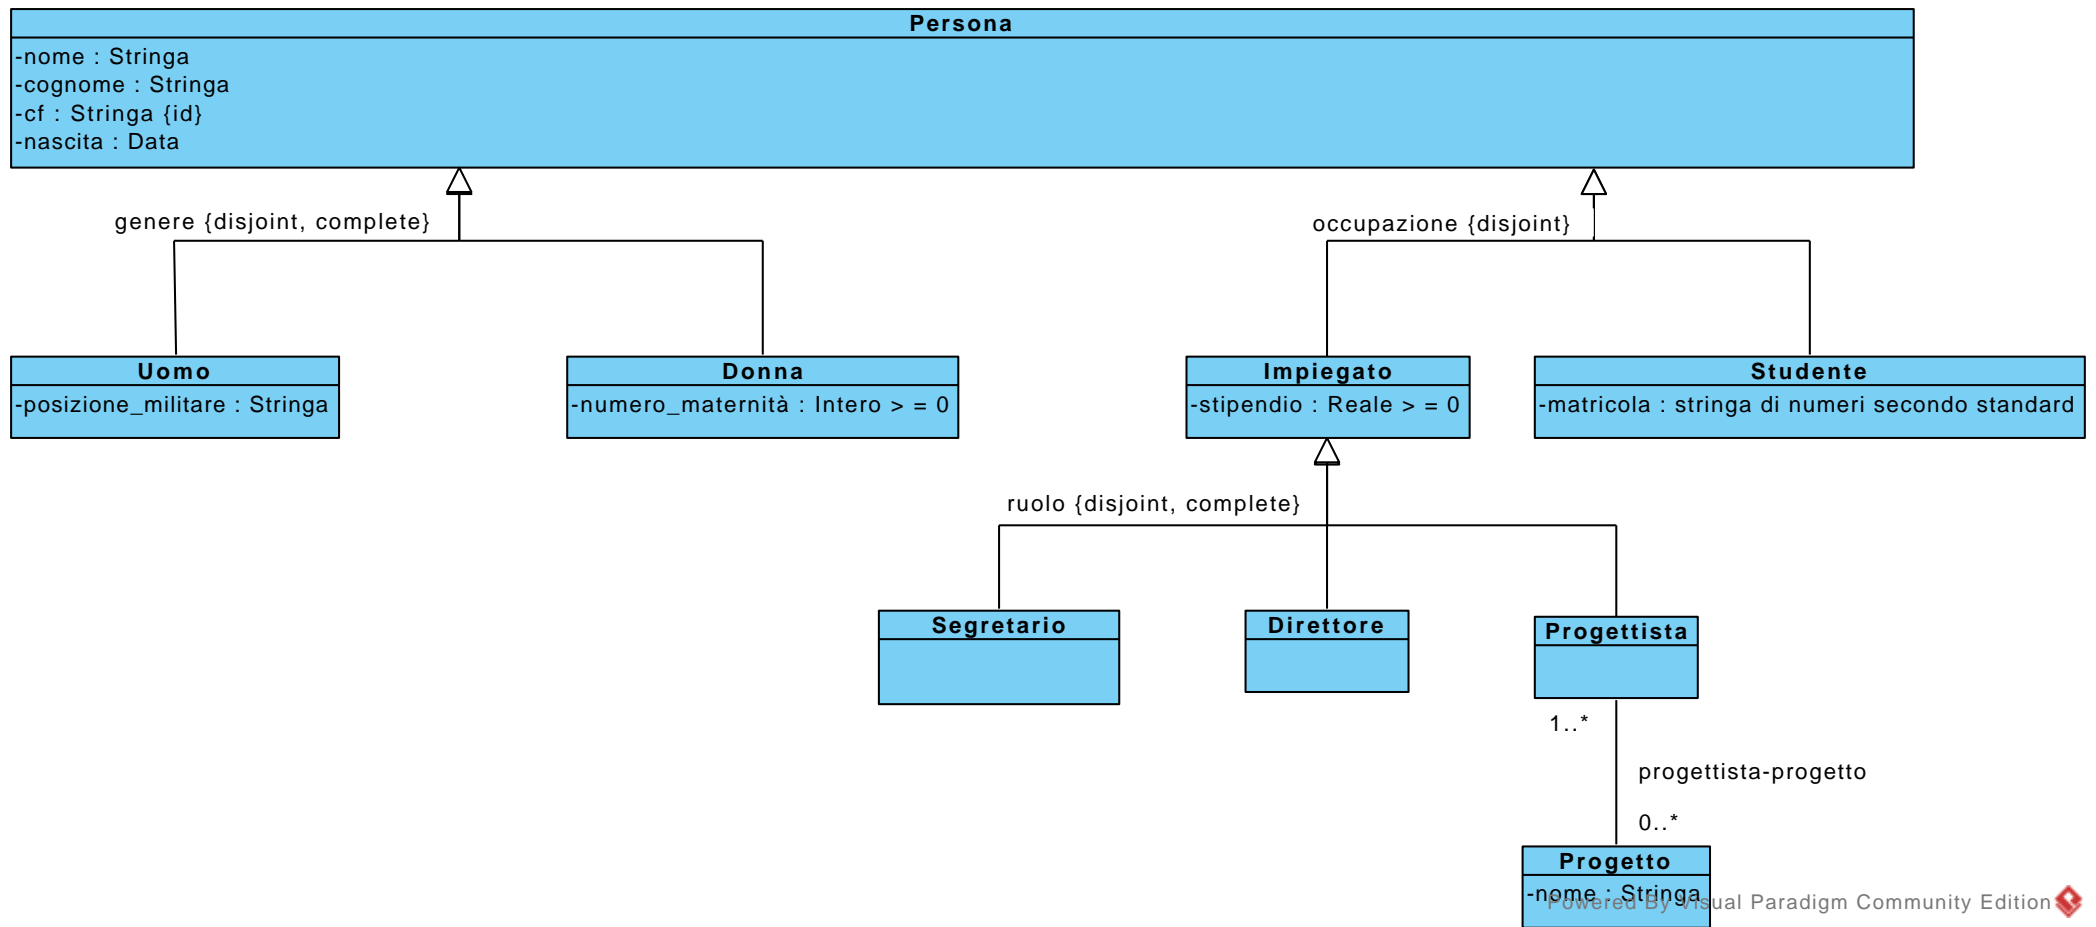 Persona
-nome : Stringa
-cognome : Stringa
-cf : Stringa {id}
-nascita : Data
genere {disjoint, complete}
occupazione {disjoint}
Uomo
-posizione_militare : Stringa
Donna
-numero_maternità : Intero > = 0
Impiegato
-stipendio : Reale > = 0
Studente
-matricola : stringa di numeri secondo standard
ruolo {disjoint, complete}
Segretario
Direttore
Progettista
1..*
progettista-progetto
0..*
Progetto
-nome : Stringa
Powered By Visual Paradigm Community Edition